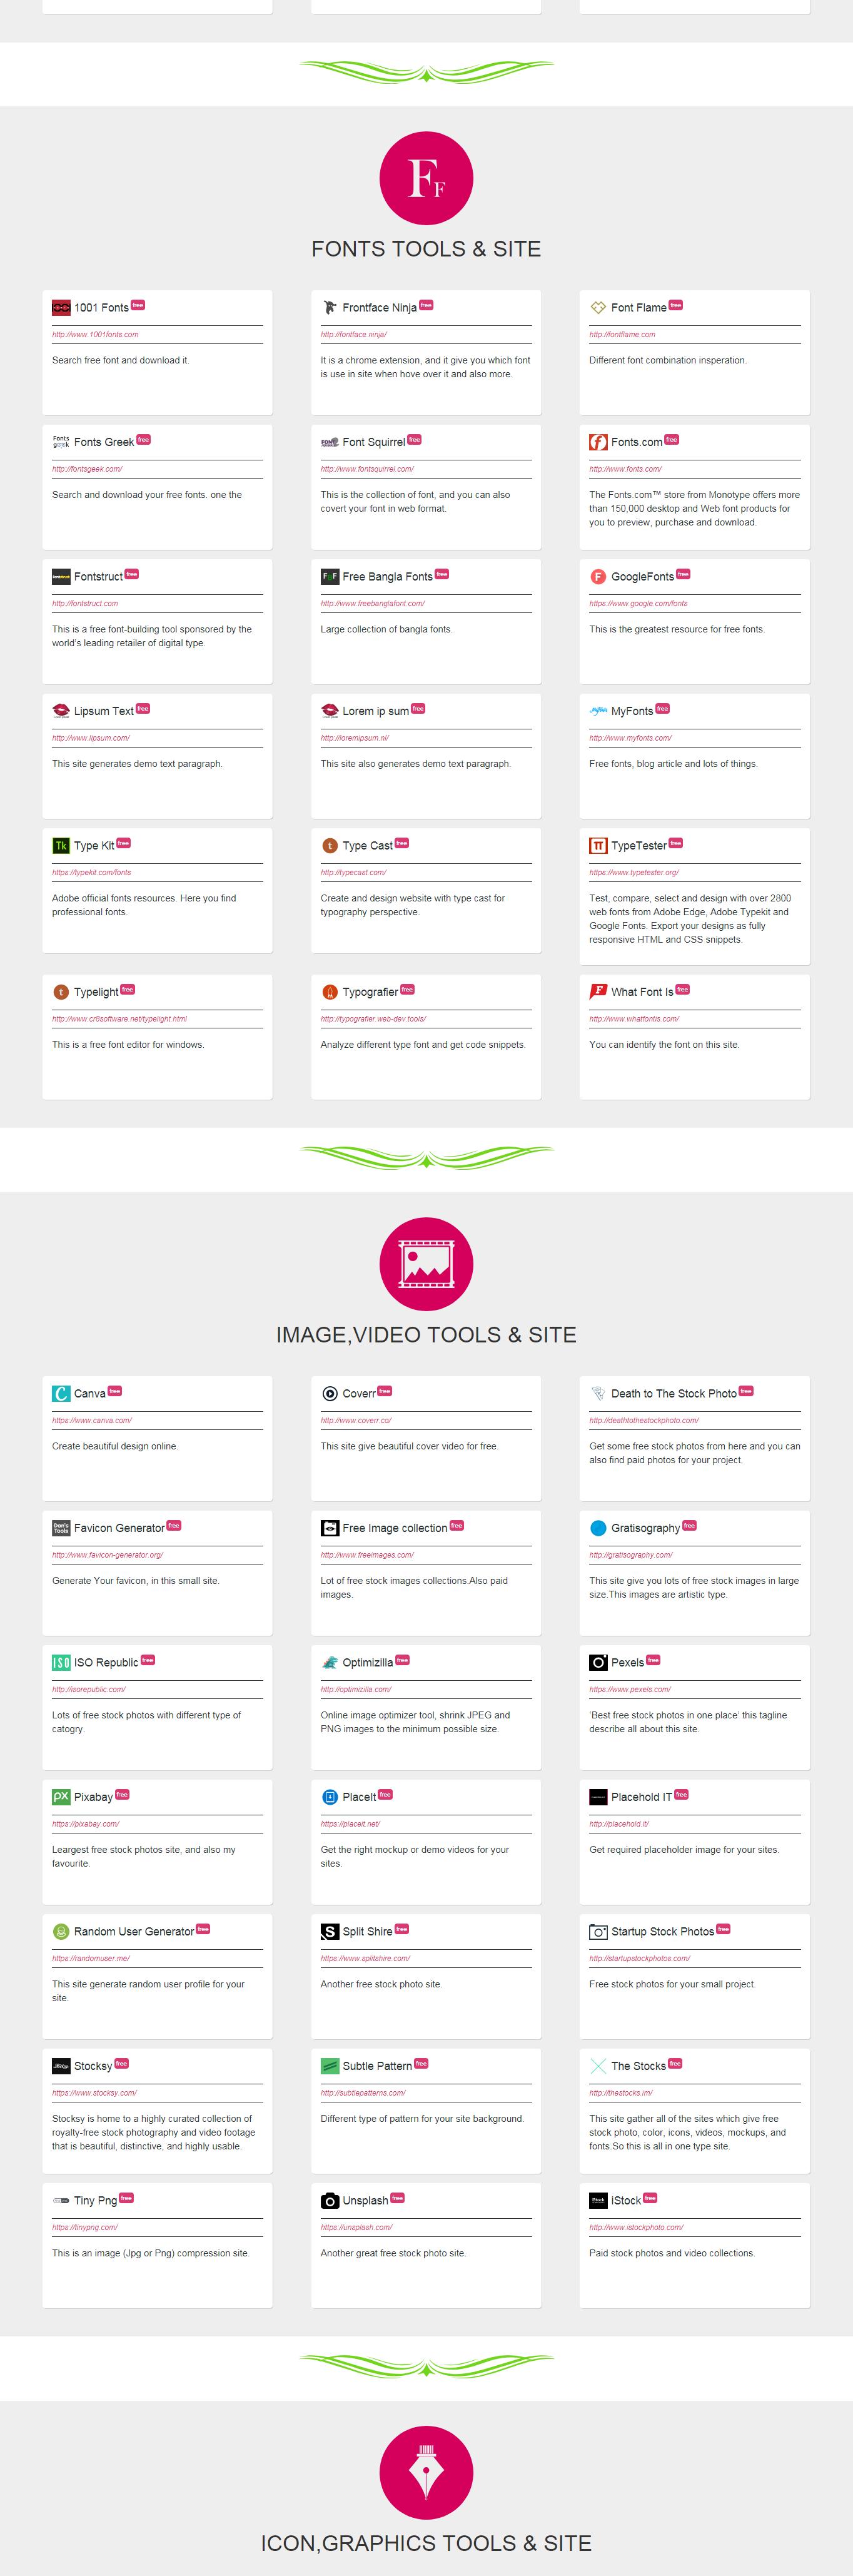 FF
FONTS TOOLS & SITE
1001 Fonts free
http://www.1001fonts.com
Search free font and download it.
Frontface Ninja free
http://fontface.ninja/
It is a chrome extension, and it give you which font
is use in site when hove over it and also more.
Font Flame free
http://fontflame.com
Different font combination insperation.
Fonts
geek
Fonts Greek free
http://fontsgeek.com/
Search and download your free fonts. one the
Font Squirrel free
http://www.fontsquirrel.com/
This is the collection of font, and you can also
covert your font in web format.
Fonts.com free
http://www.fonts.com/
The Fonts.com™ store from Monotype offers more
than 150,000 desktop and Web font products for
you to preview, purchase and download.
Fontstruct free
http://fontstruct.com
This is a free font-building tool sponsored by the
world's leading retailer of digital type.
Free Bangla Fonts free
http://www.freebanglafont.com/
Large collection of bangla fonts.
F GoogleFonts free
https://www.google.com/fonts
This is the greatest resource for free fonts.
Lipsum Text free
http://www.lipsum.com/
This site generates demo text paragraph.
Lorem ip sum free
http://loremipsum.nl/
This site also generates demo text paragraph.
MyFonts free
http://www.myfonts.com/
Free fonts, blog article and lots of things.
Tk Type Kit free
https://typekit.com/fonts
Adobe official fonts resources. Here you find
professional fonts.
t Type Cast free
http://typecast.com/
Create and design website with type cast for
typography perspective.
TypeTester free
https://www.typetester.org/
Test, compare, select and design with over 2800
web fonts from Adobe Edge, Adobe Typekit and
Google Fonts. Export your designs as fully
responsive HTML and CSS snippets.
t Typelight free
http://www.cr8software.net/typelight.html
This is a free font editor for windows.
Typografier free
http://typografier.web-dev.tools/
Analyze different type font and get code snippets.
F What Font Is free
http://www.whatfontis.com/
You can identify the font on this site.
IMAGE,VIDEO TOOLS & SITE
C Canva free
https://www.canva.com/
Create beautiful design online.
Coverr free
http://www.coverr.co/
This site give beautiful cover video for free.
Death to The Stock Photo free
http://deathtothestockphoto.com/
Get some free stock photos from here and you can
also find paid photos for your project.
Dan's
Tools
Favicon Generator free
http://www.favicon-generator.org/
Generate Your favicon, in this small site.
Free Image collection free
http://www.freeimages.com/
Lot of free stock images collections.Also paid
images.
Gratisography free
http://gratisography.com/
This site give you lots of free stock images in large
size.This images are artistic type.
ISO ISO Republic free
http://isorepublic.com/
Lots of free stock photos with different type of
catogry.
Optimizilla free
http://optimizilla.com/
Online image optimizer tool, shrink JPEG and
PNG images to the minimum possible size.
Pexels free
https://www.pexels.com/
'Best free stock photos in one place' this tagline
describe all about this site.
px Pixabay free
https://pixabay.com/
Leargest free stock photos site, and also my
favourite.
PlaceIt free
https://placeit.net/
Get the right mockup or demo videos for your
sites.
Placehold IT free
http://placehold.it/
Get required placeholder image for your sites.
Random User Generator free
https://randomuser.me/
This site generate random user profile for your
site.
S Split Shire free
https://www.splitshire.com/
Another free stock photo site.
Startup Stock Photos free
http://startupstockphotos.com/
Free stock photos for your small project.
Stocksy free
https://www.stocksy.com/
Stocksy is home to a highly curated collection of
royalty-free stock photography and video footage
that is beautiful, distinctive, and highly usable.
Subtle Pattern free
http://subtlepatterns.com/
Different type of pattern for your site background.
The Stocks free
http://thestocks.im/
This site gather all of the sites which give free
stock photo, color, icons, videos, mockups, and
fonts.So this is all in one type site.
Tiny Png free
https://tinypng.com/
This is an image (Jpg or Png) compression site.
Unsplash free
https://unsplash.com/
Another great free stock photo site.
iStock iStock free
http://www.istockphoto.com/
Paid stock photos and video collections.
ICON,GRAPHICS TOOLS & SITE